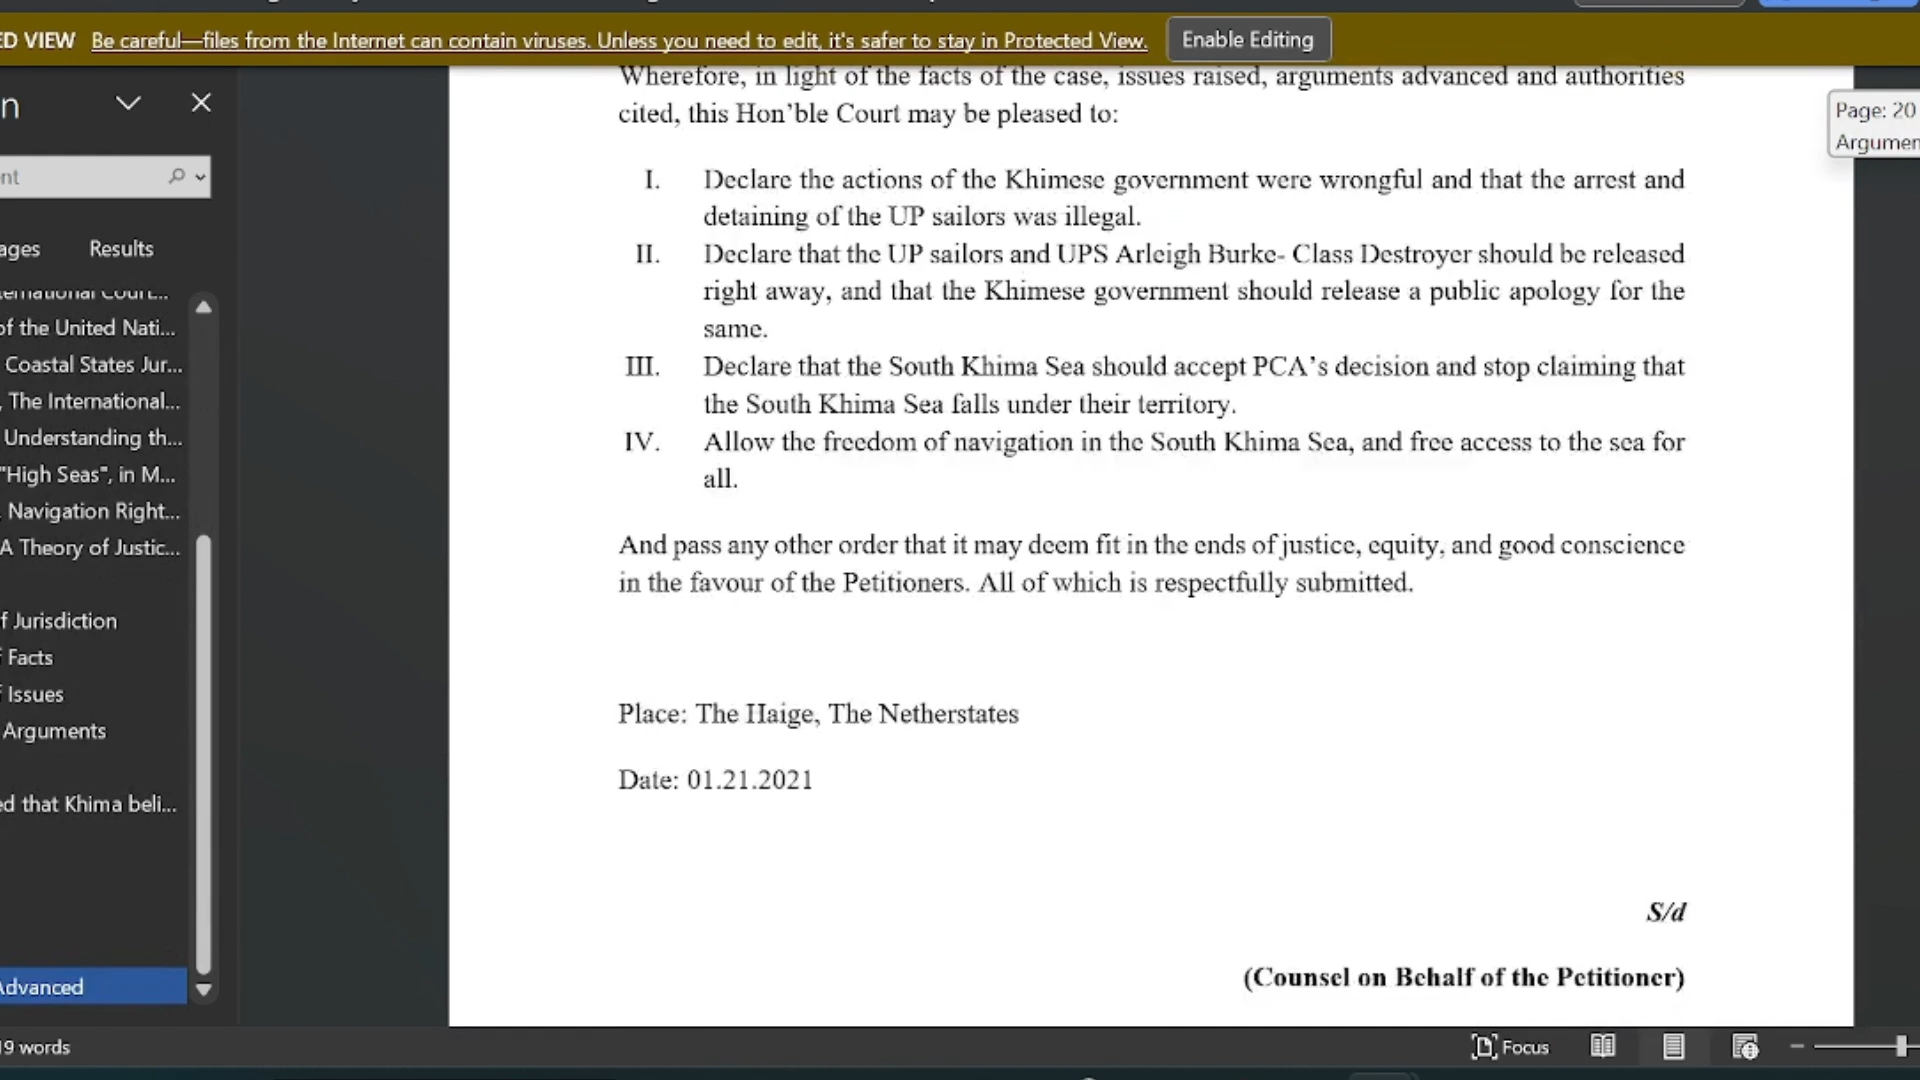 ED VIEW Be careful—files from the Internet can contain viruses. Unless you need to edit, it's safer to stay in Protected View. Enable Editing
Wherefore, in light of the facts of the case, issues raised, arguments advanced and authorities
cited, this Hon'ble Court may be pleased to:
I. Declare the actions of the Khimese government were wrongful and that the arrest and
detaining of the UP sailors was illegal.
II. Declare that the UP sailors and UPS Arleigh Burke- Class Destroyer should be released
right away, and that the Khimese government should release a public apology for the
same.
III. Declare that the South Khima Sea should accept PCA's decision and stop claiming that
the South Khima Sea falls under their territory.
IV. Allow the freedom of navigation in the South Khima Sea, and free access to the sea for
all.
And pass any other order that it may deem fit in the ends of justice, equity, and good conscience
in the favour of the Petitioners. All of which is respectfully submitted.
Place: The Haige, The Netherstates
Date: 01.21.2021
S/d
(Counsel on Behalf of the Petitioner)
Page: 20
Argumen
n
nt
ages Results
ternational Court...
of the United Nati...
Coastal States Jur...
, The International...
Understanding th...
"High Seas", in M...
Navigation Right...
A Theory of Justic...
f Jurisdiction
Facts
Issues
Arguments
ed that Khima beli...
Advanced
19 words
Focus